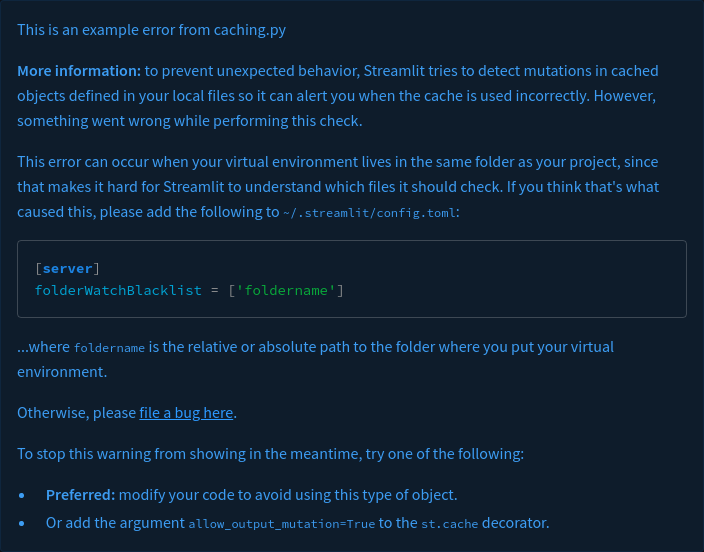 This is an example error from caching.py
More information: to prevent unexpected behavior, Streamlit tries to detect mutations in cached
objects defined in your local files so it can alert you when the cache is used incorrectly. However,
something went wrong while performing this check.
This error can occur when your virtual environment lives in the same folder as your project, since
that makes it hard for Streamlit to understand which files it should check. If you think that's what
caused this, please add the following to ~/.streamlit/config.toml:
[server]
folderWatchBlacklist = ['foldername']
...where foldername is the relative or absolute path to the folder where you put your virtual
environment.
Otherwise, please file a bug here.
To stop this warning from showing in the meantime, try one of the following:
• Preferred: modify your code to avoid using this type of object.
• Or add the argument allow_output_mutation=True to the st.cache decorator.